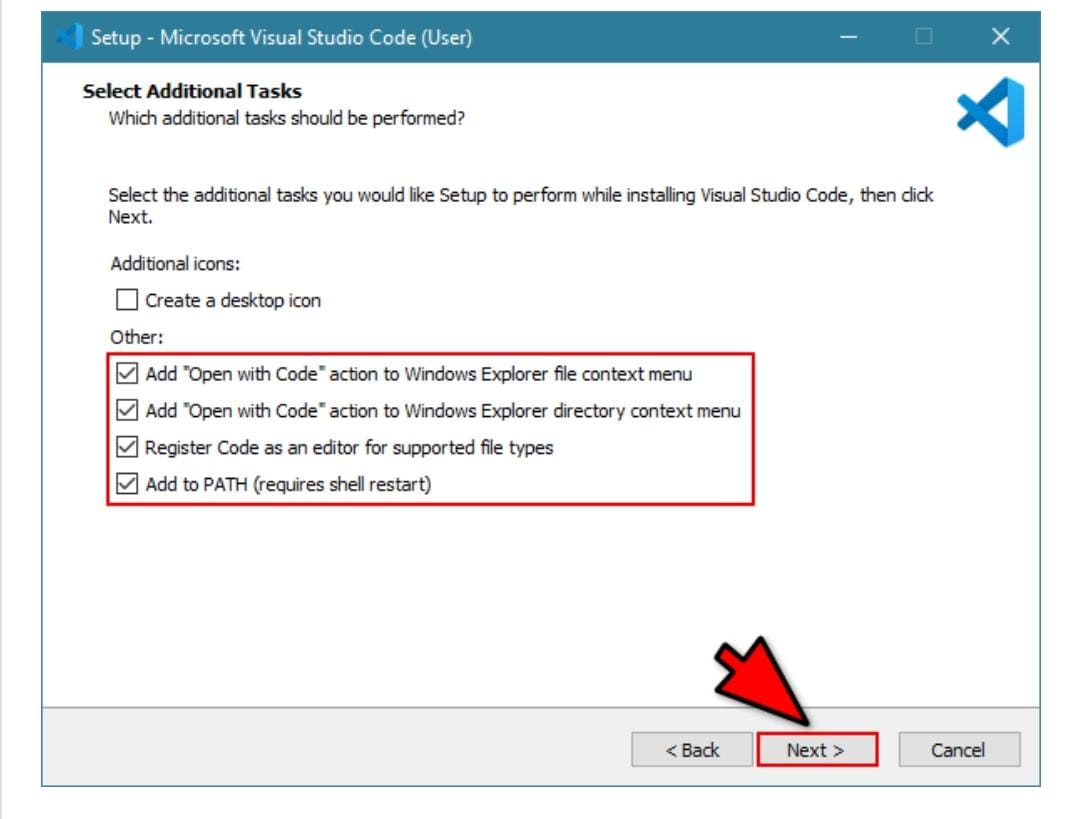 Setup - Microsoft Visual Studio Code (User)
Select Additional Tasks
Which additional tasks should be performed?
Select the additional tasks you would like Setup to perform while installing Visual Studio Code, then click
Next.
Additional icons:
Create a desktop icon
Other:
Add "Open with Code" action to Windows Explorer file context menu
Add "Open with Code" action to Windows Explorer directory context menu
Register Code as an editor for supported file types
Add to PATH (requires shell restart)
< Back Next > Cancel